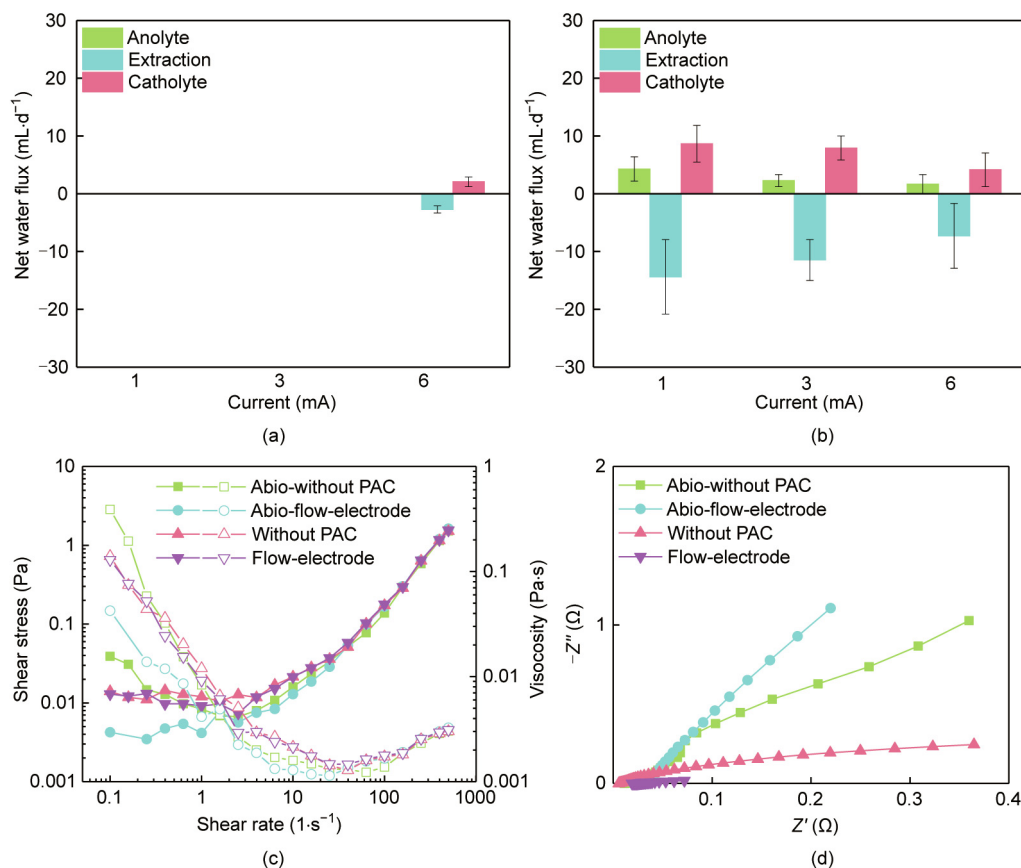 Net water flux (mL·d⁻¹)
30
20
10
0
−10
−20
−30
Anolyte
Extraction
Catholyte
1
3
6
Current (mA)
(a)
Net water flux (mL·d⁻¹)
30
20
10
0
−10
−20
−30
Anolyte
Extraction
Catholyte
1
3
6
Current (mA)
(b)
Shear stress (Pa)
10
1
0.1
0.01
0.001
Abio-without PAC
Abio-flow-electrode
Without PAC
Flow-electrode
1
0.1
0.01
0.001
Visocosity (Pa·s)
0.1
1
10
100
1000
Shear rate (1·s⁻¹)
(c)
−Z″ (Ω)
2
1
0
Abio-without PAC
Abio-flow-electrode
Without PAC
Flow-electrode
0.1
0.2
0.3
0.4
Z′ (Ω)
(d)